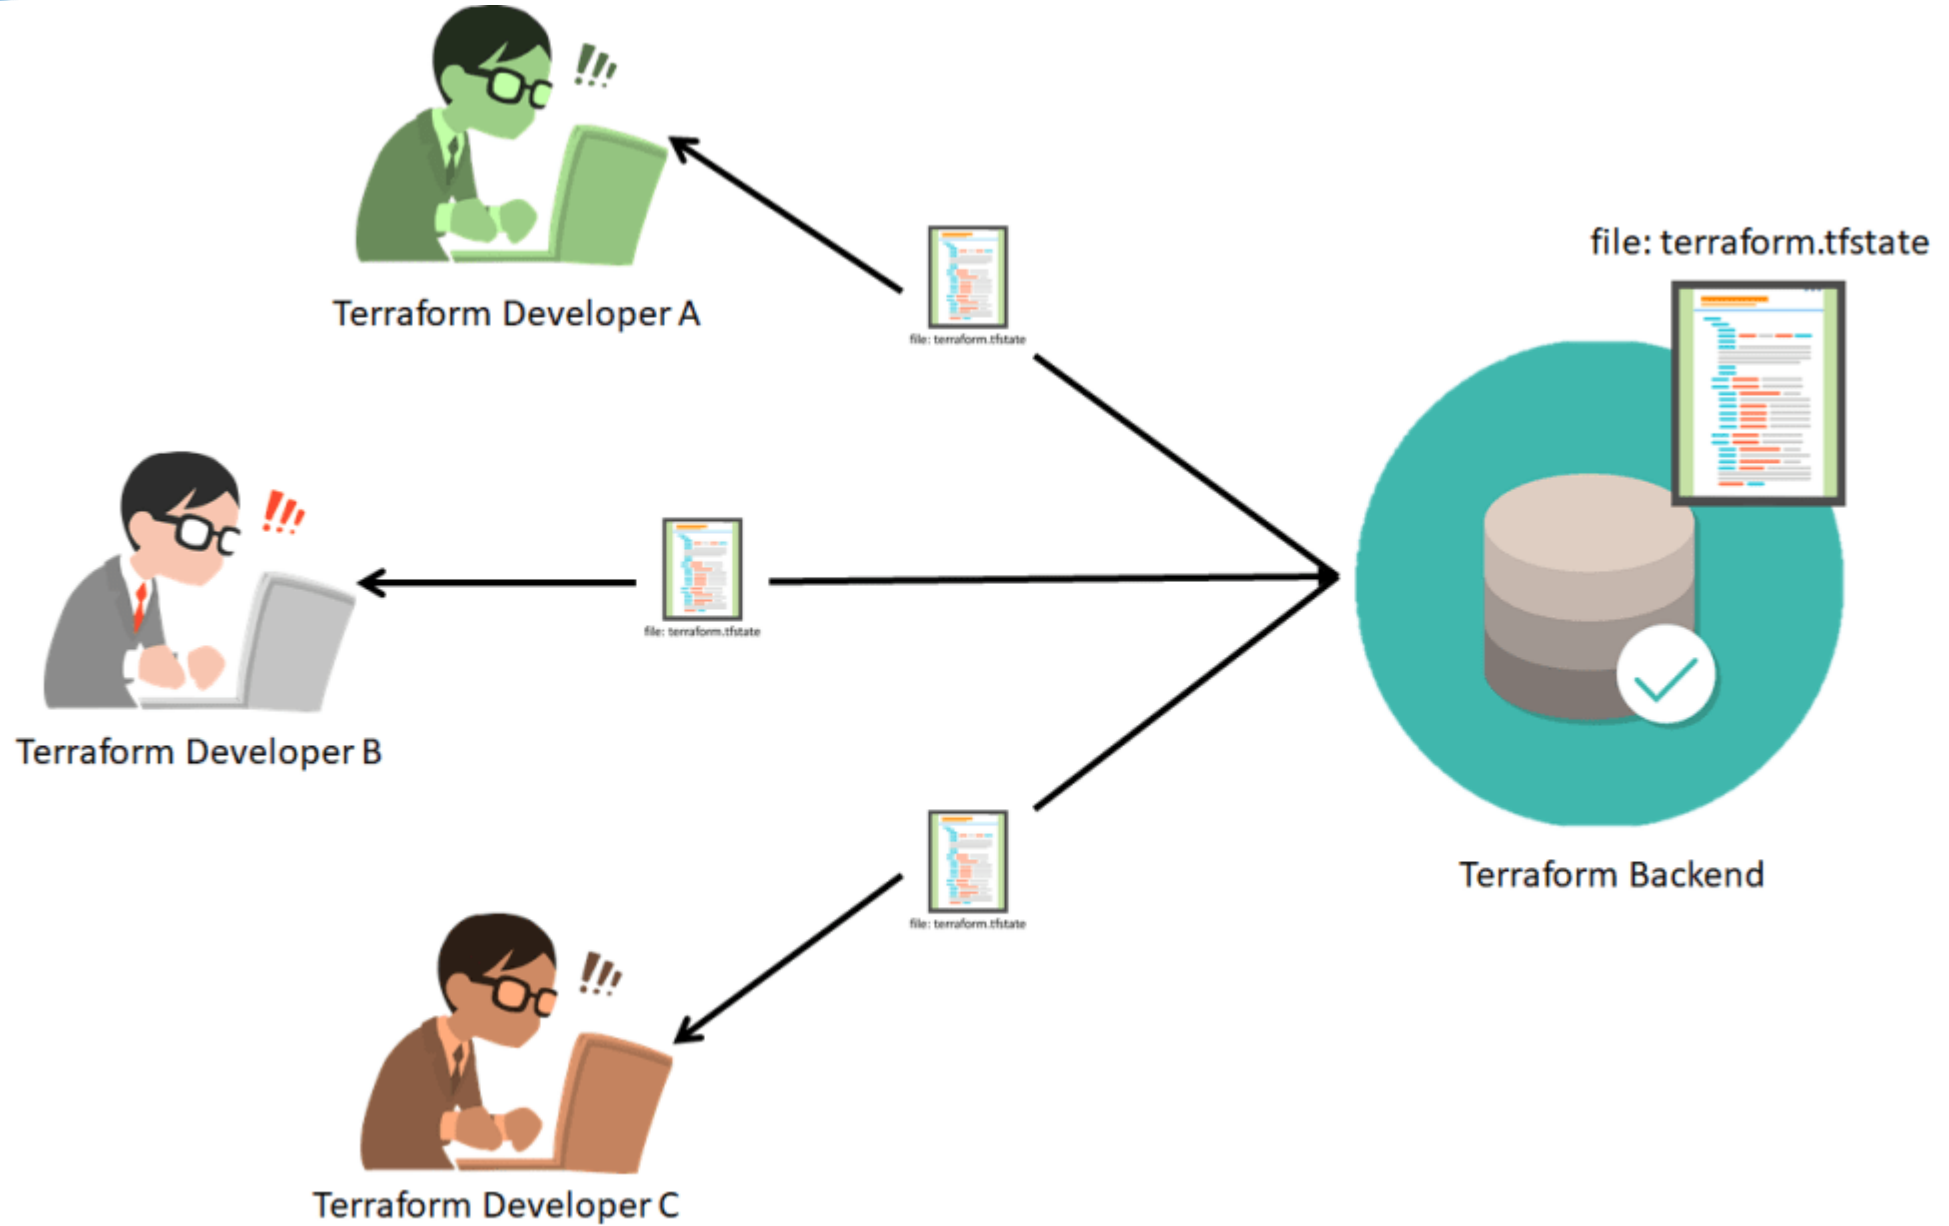 file: terraform.tfstate
Terraform Developer A
file: terraform.tfstate
file: terraform.tfstate
Terraform Developer B
Terraform Backend
file: terraform.tfstate
Terraform Developer C